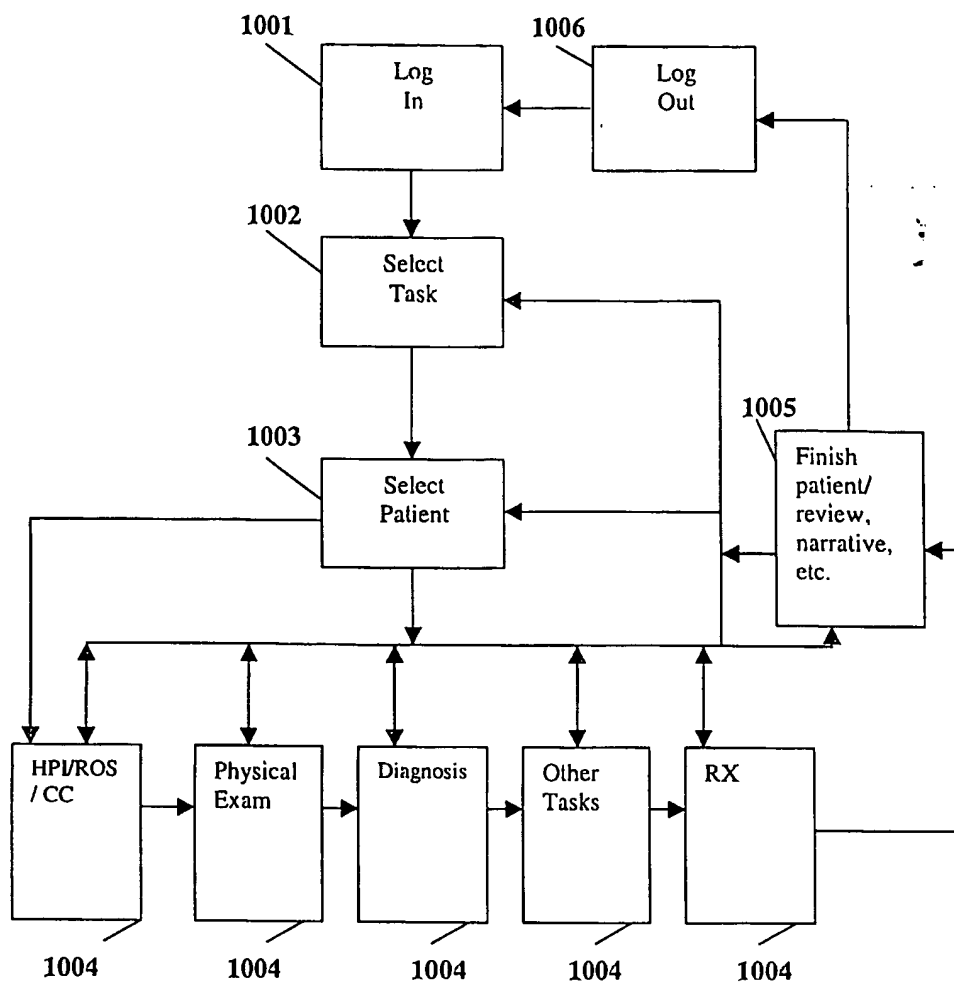 1001
Log
In
1006
Log
Out
1002
Select
Task
1003
Select
Patient
1005
Finish
patient/
review,
narrative,
etc.
HPI/ROS
/ CC
Physical
Exam
Diagnosis
Other
Tasks
RX
1004
1004
1004
1004
1004